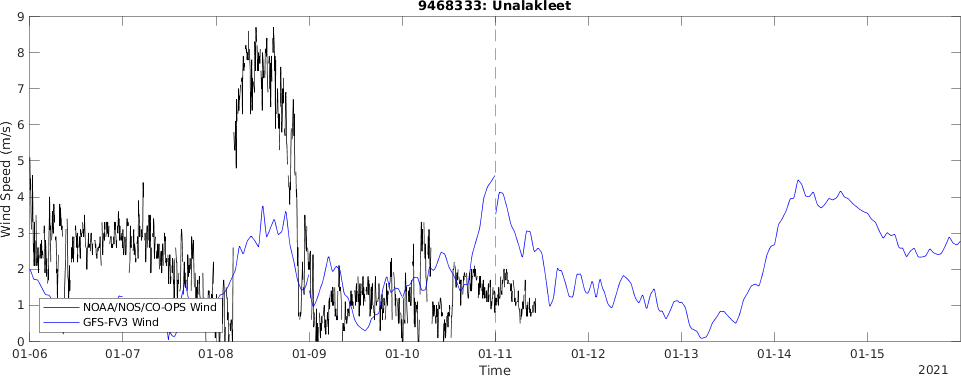 9468333: Unalakleet
9
8
7
6
5
4
3
2
1
0
Wind Speed (m/s)
NOAA/NOS/CO-OPS Wind
GFS-FV3 Wind
01-06 01-07 01-08 01-09 01-10 01-11 01-12 01-13 01-14 01-15
Time
2021